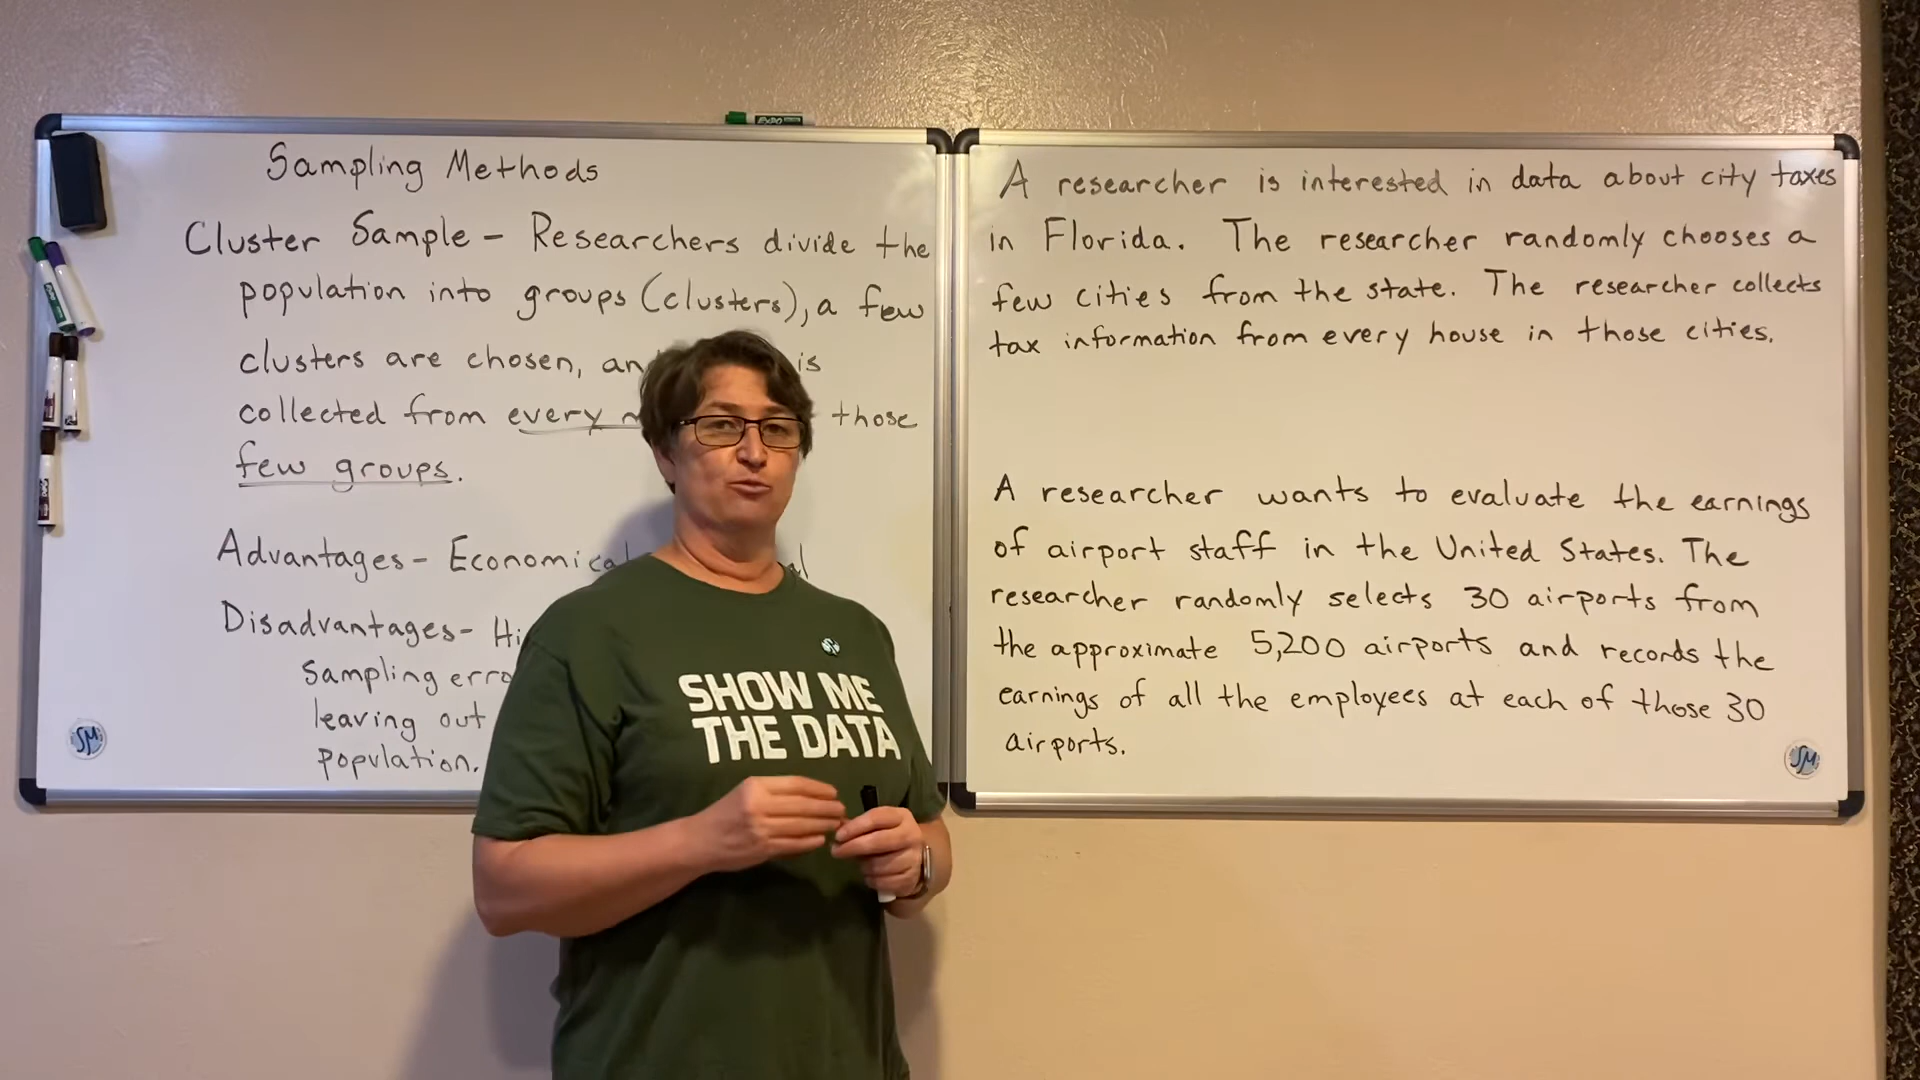 EXPO
Sampling Methods
Cluster Sample - Researchers divide the
population into groups (clusters), a few
clusters are chosen, is
collected from every those
few groups.
Advantages -
Disadvantages -
sampling
leaving out
population.
A researcher is interested in data about city taxes
in Florida. The researcher randomly chooses a
few cities from the state. The researcher collects
tax information from every house in those cities.
A researcher wants to evaluate the earnings
of airport staff in the United States. The
researcher randomly selects 30 airports from
the approximate 5,200 airports and records the
earnings of all the employees at each of those 30
airports.
SHOW ME
THE DATA
SM
SM